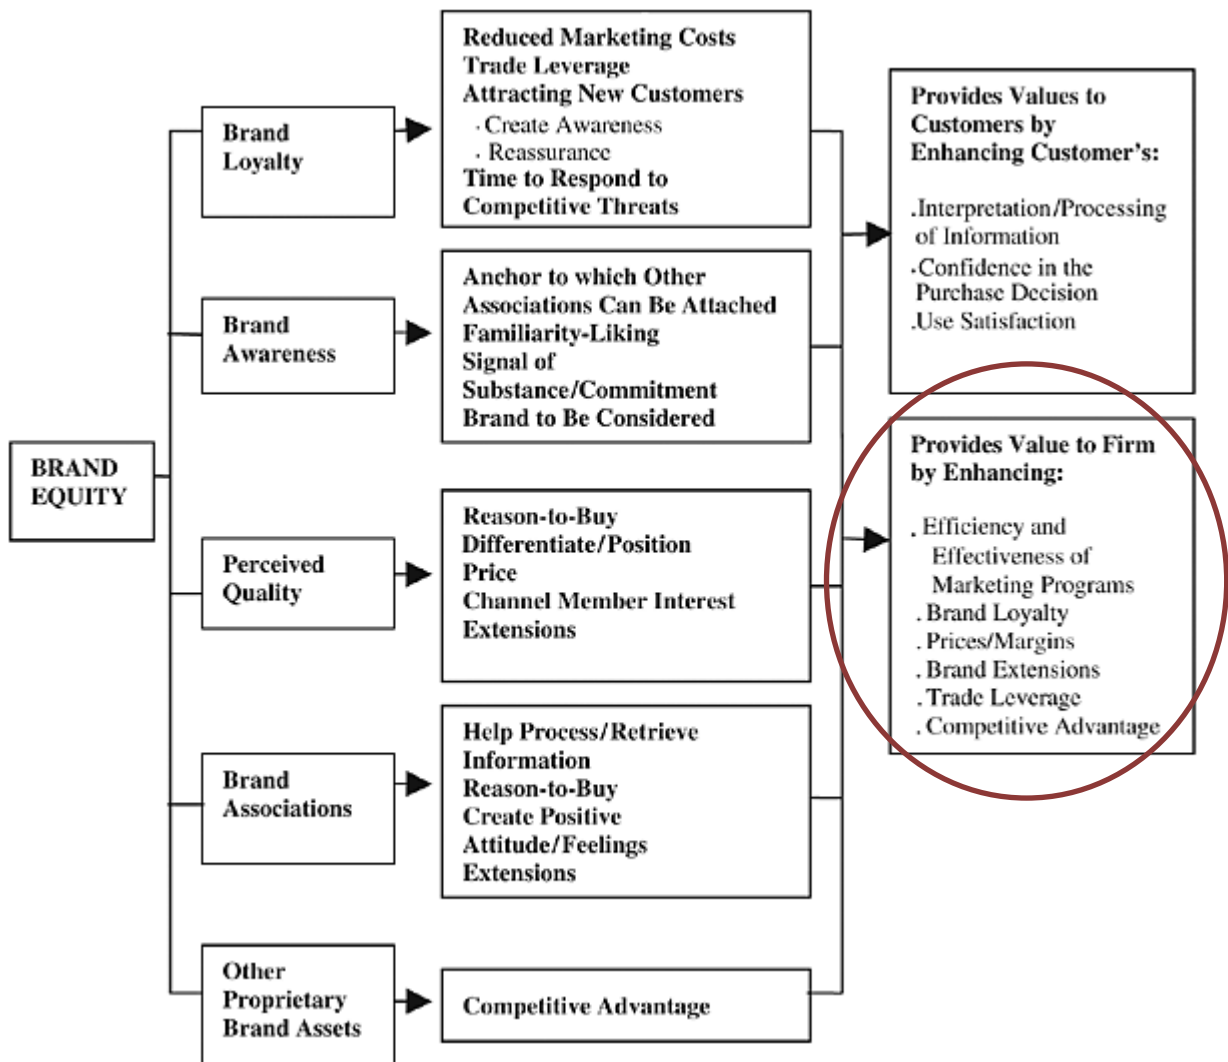 BRAND
EQUITY
Brand
Loyalty
Reduced Marketing Costs
Trade Leverage
Attracting New Customers
· Create Awareness
· Reassurance
Time to Respond to
Competitive Threats
Brand
Awareness
Anchor to which Other
Associations Can Be Attached
Familiarity-Liking
Signal of
Substance/Commitment
Brand to Be Considered
Perceived
Quality
Reason-to-Buy
Differentiate/Position
Price
Channel Member Interest
Extensions
Brand
Associations
Help Process/Retrieve
Information
Reason-to-Buy
Create Positive
Attitude/Feelings
Extensions
Other
Proprietary
Brand Assets
Competitive Advantage
Provides Values to
Customers by
Enhancing Customer's:
.Interpretation/Processing
of Information
.Confidence in the
Purchase Decision
.Use Satisfaction
Provides Value to Firm
by Enhancing:
. Efficiency and
Effectiveness of
Marketing Programs
. Brand Loyalty
. Prices/Margins
. Brand Extensions
. Trade Leverage
. Competitive Advantage